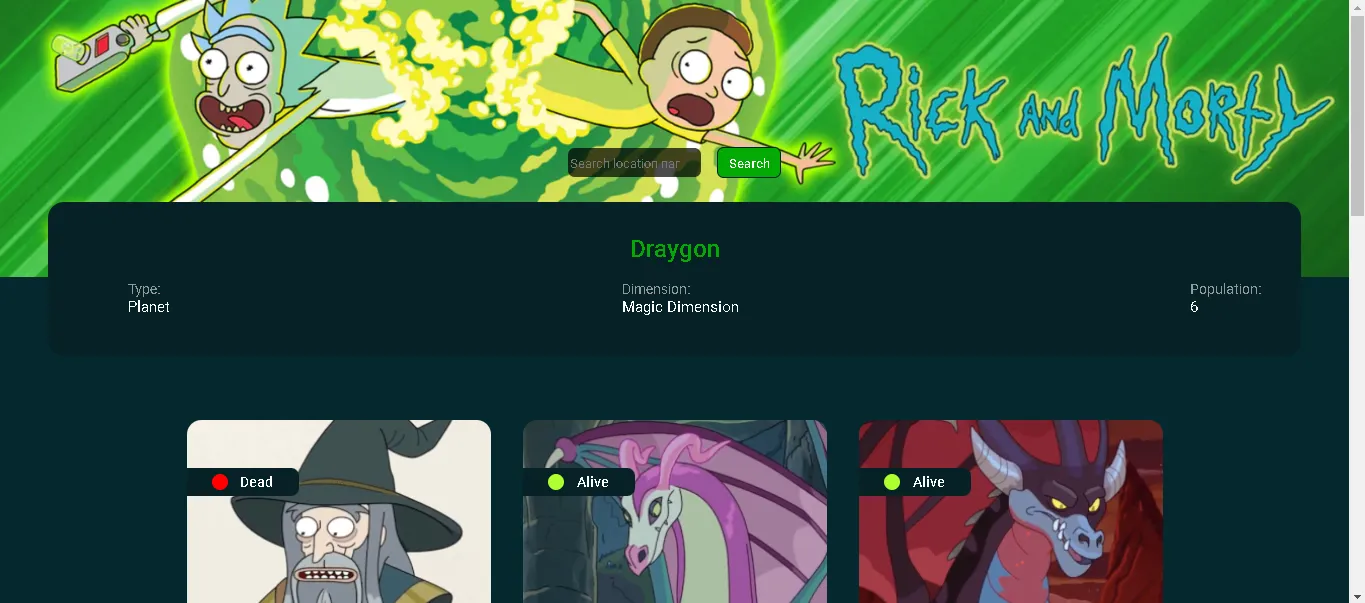 Rick and Morty
Search location nar
Search
Draygon
Type:
Planet
Dimension:
Magic Dimension
Population:
6
Dead
Alive
Alive